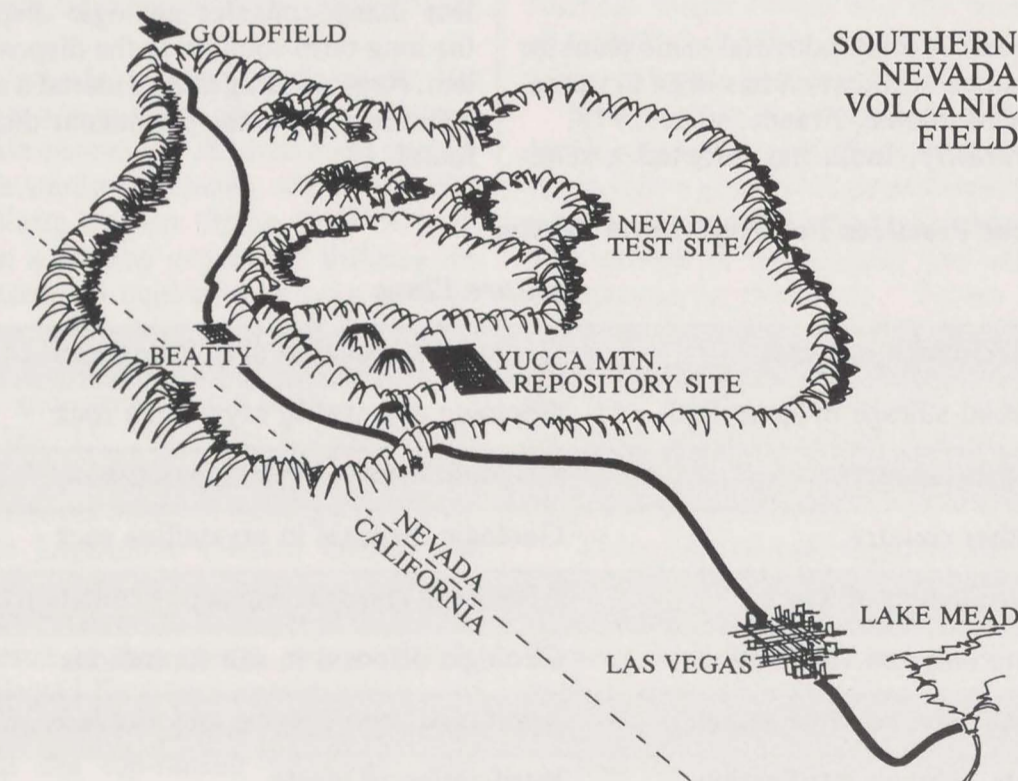 GOLDFIELD
SOUTHERN
NEVADA
VOLCANIC
FIELD
NEVADA
TEST SITE
BEATTY
YUCCA MTN.
REPOSITORY SITE
NEVADA
CALIFORNIA
LAKE MEAD
LAS VEGAS